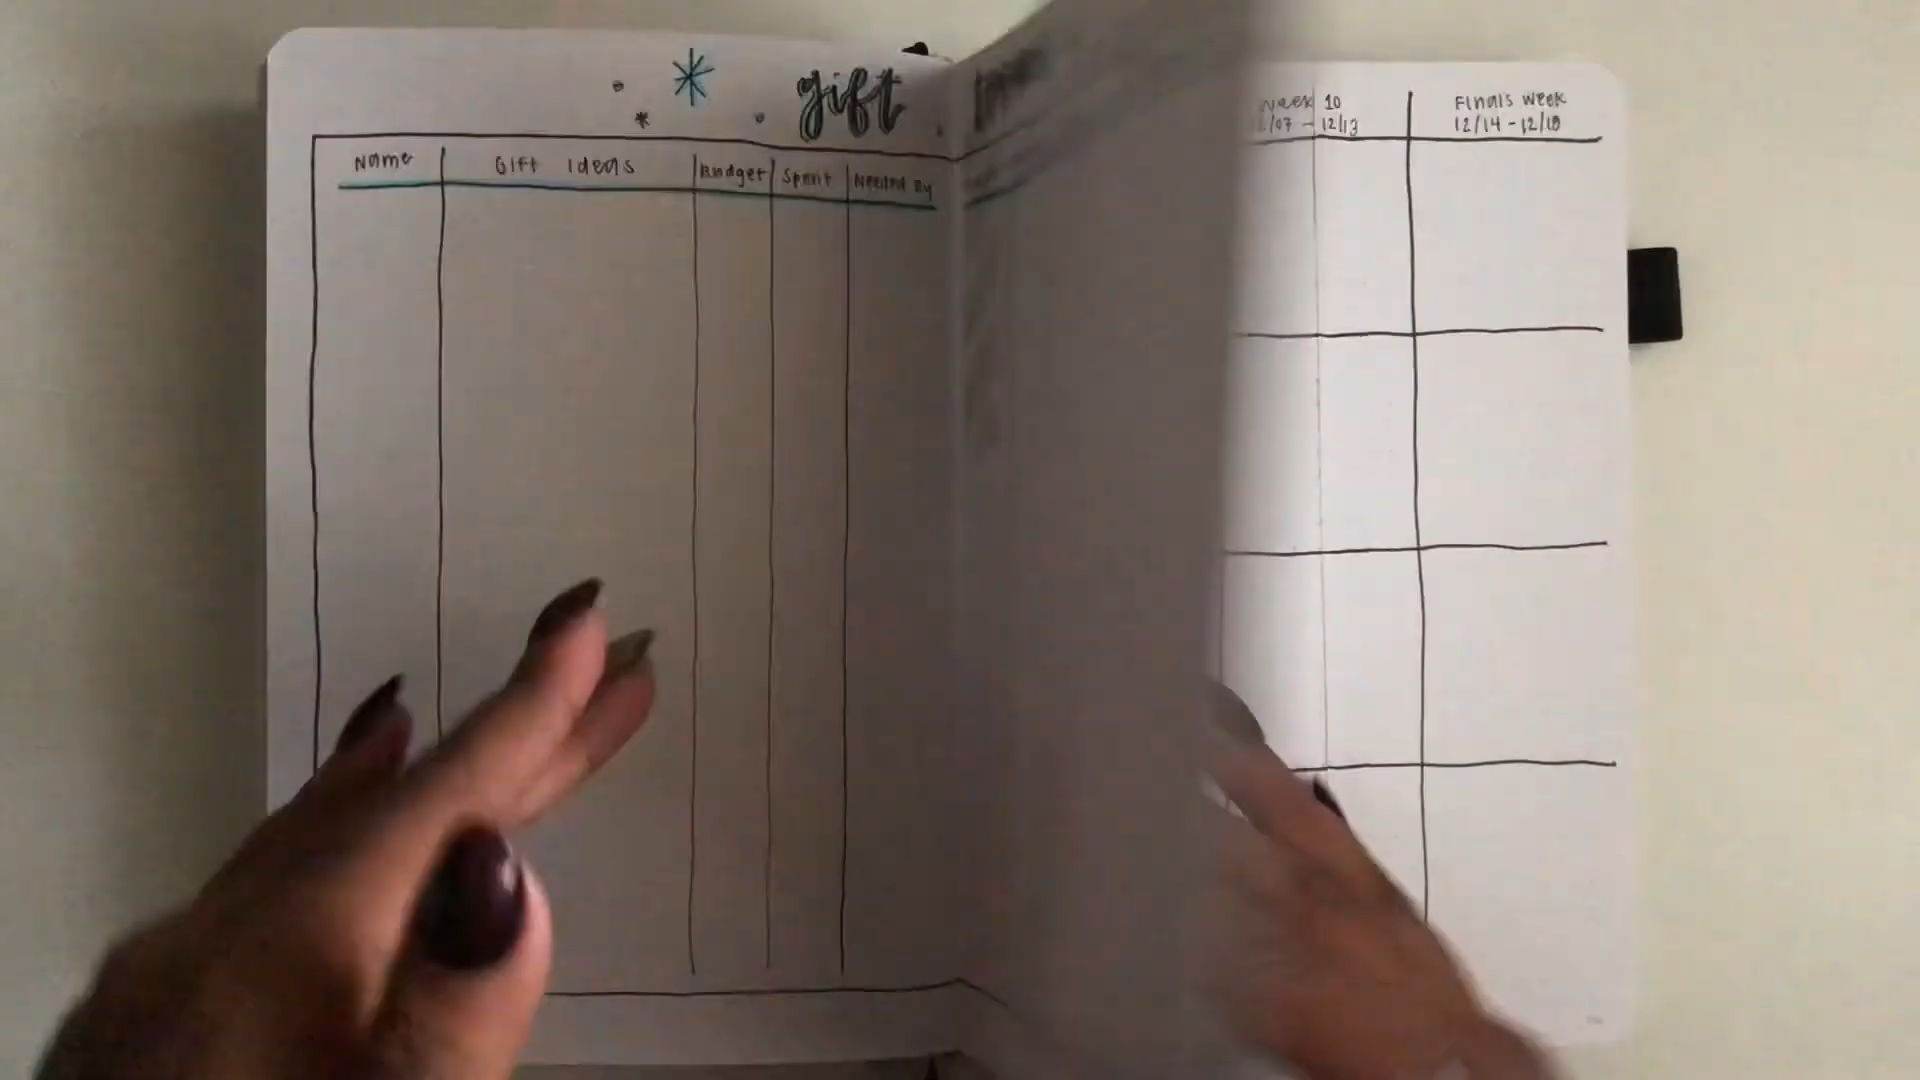 gift
Name Gift Ideas Budget Spent Needed By
Week 10 Finals Week
12/14 - 12/18
- 12/13